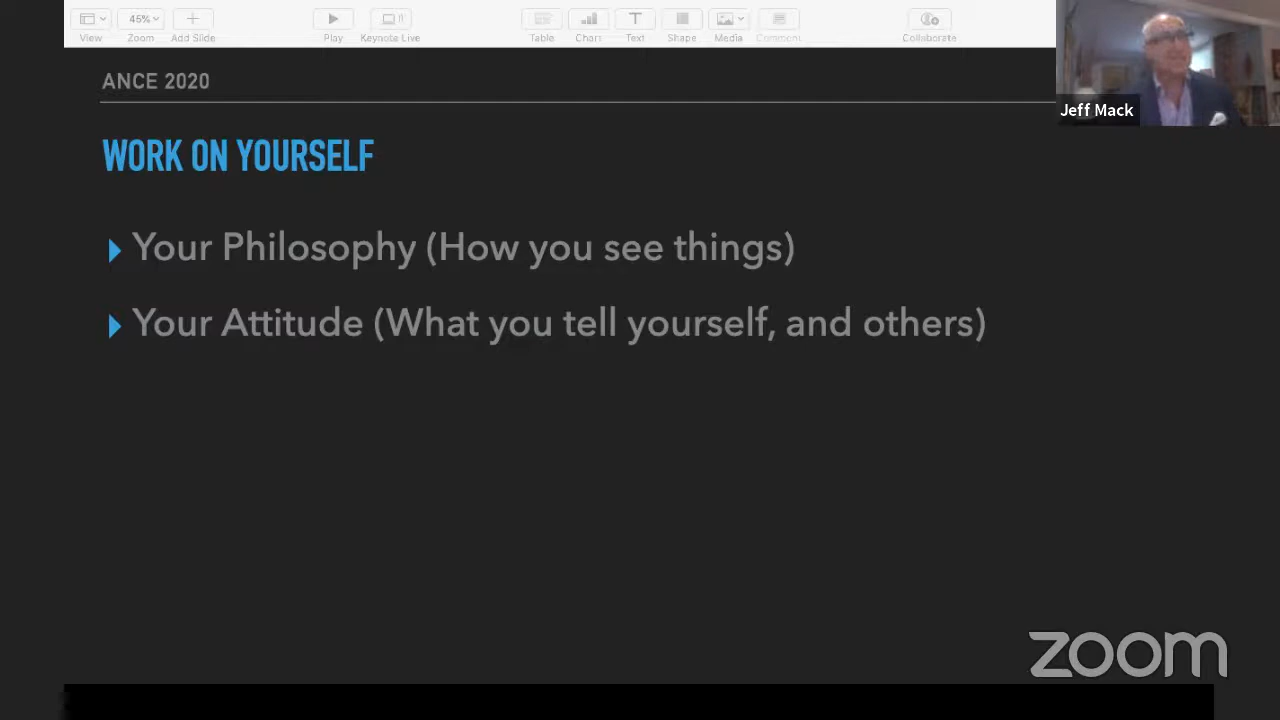 45%
View
Zoom
Add Slide
Play
Keynote Live
T
Table
Chart
Text
Shape
Media
Comment
Collaborate
Jeff Mack
ANCE 2020
WORK ON YOURSELF
Your Philosophy (How you see things)
Your Attitude (What you tell yourself, and others)
zoom